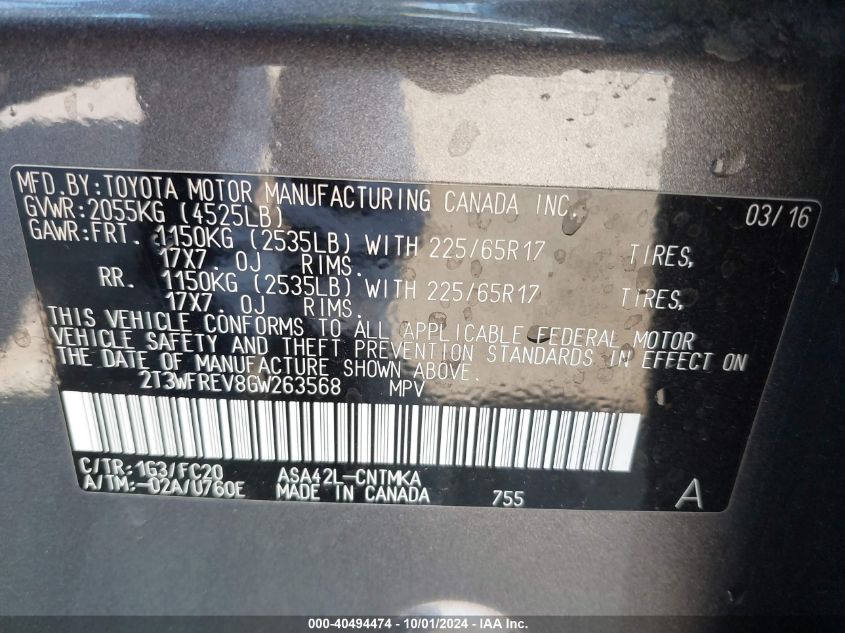 MFD.BY:TOYOTA MOTOR MANUFACTURING CANADA INC. 03/16
GVWR:2055KG (4525LB)
GAWR:FRT. 1150KG (2535LB) WITH 225/65R17 TIRES,
17X7. 0J RIMS.
RR. 1150KG (2535LB) WITH 225/65R17 TIRES,
17X7. 0J RIMS.
THIS VEHICLE CONFORMS TO ALL APPLICABLE FEDERAL MOTOR
VEHICLE SAFETY AND THEFT PREVENTION STANDARDS IN EFFECT ON
THE DATE OF MANUFACTURE SHOWN ABOVE.
2T3WFREV8GW263568 MPV
C/TR:1G3/FC20 ASA42L-CNTMKA
A/TM:-02A/U760E MADE IN CANADA 755 A
000-40494474 | 10/01/2024 | IAA Inc.